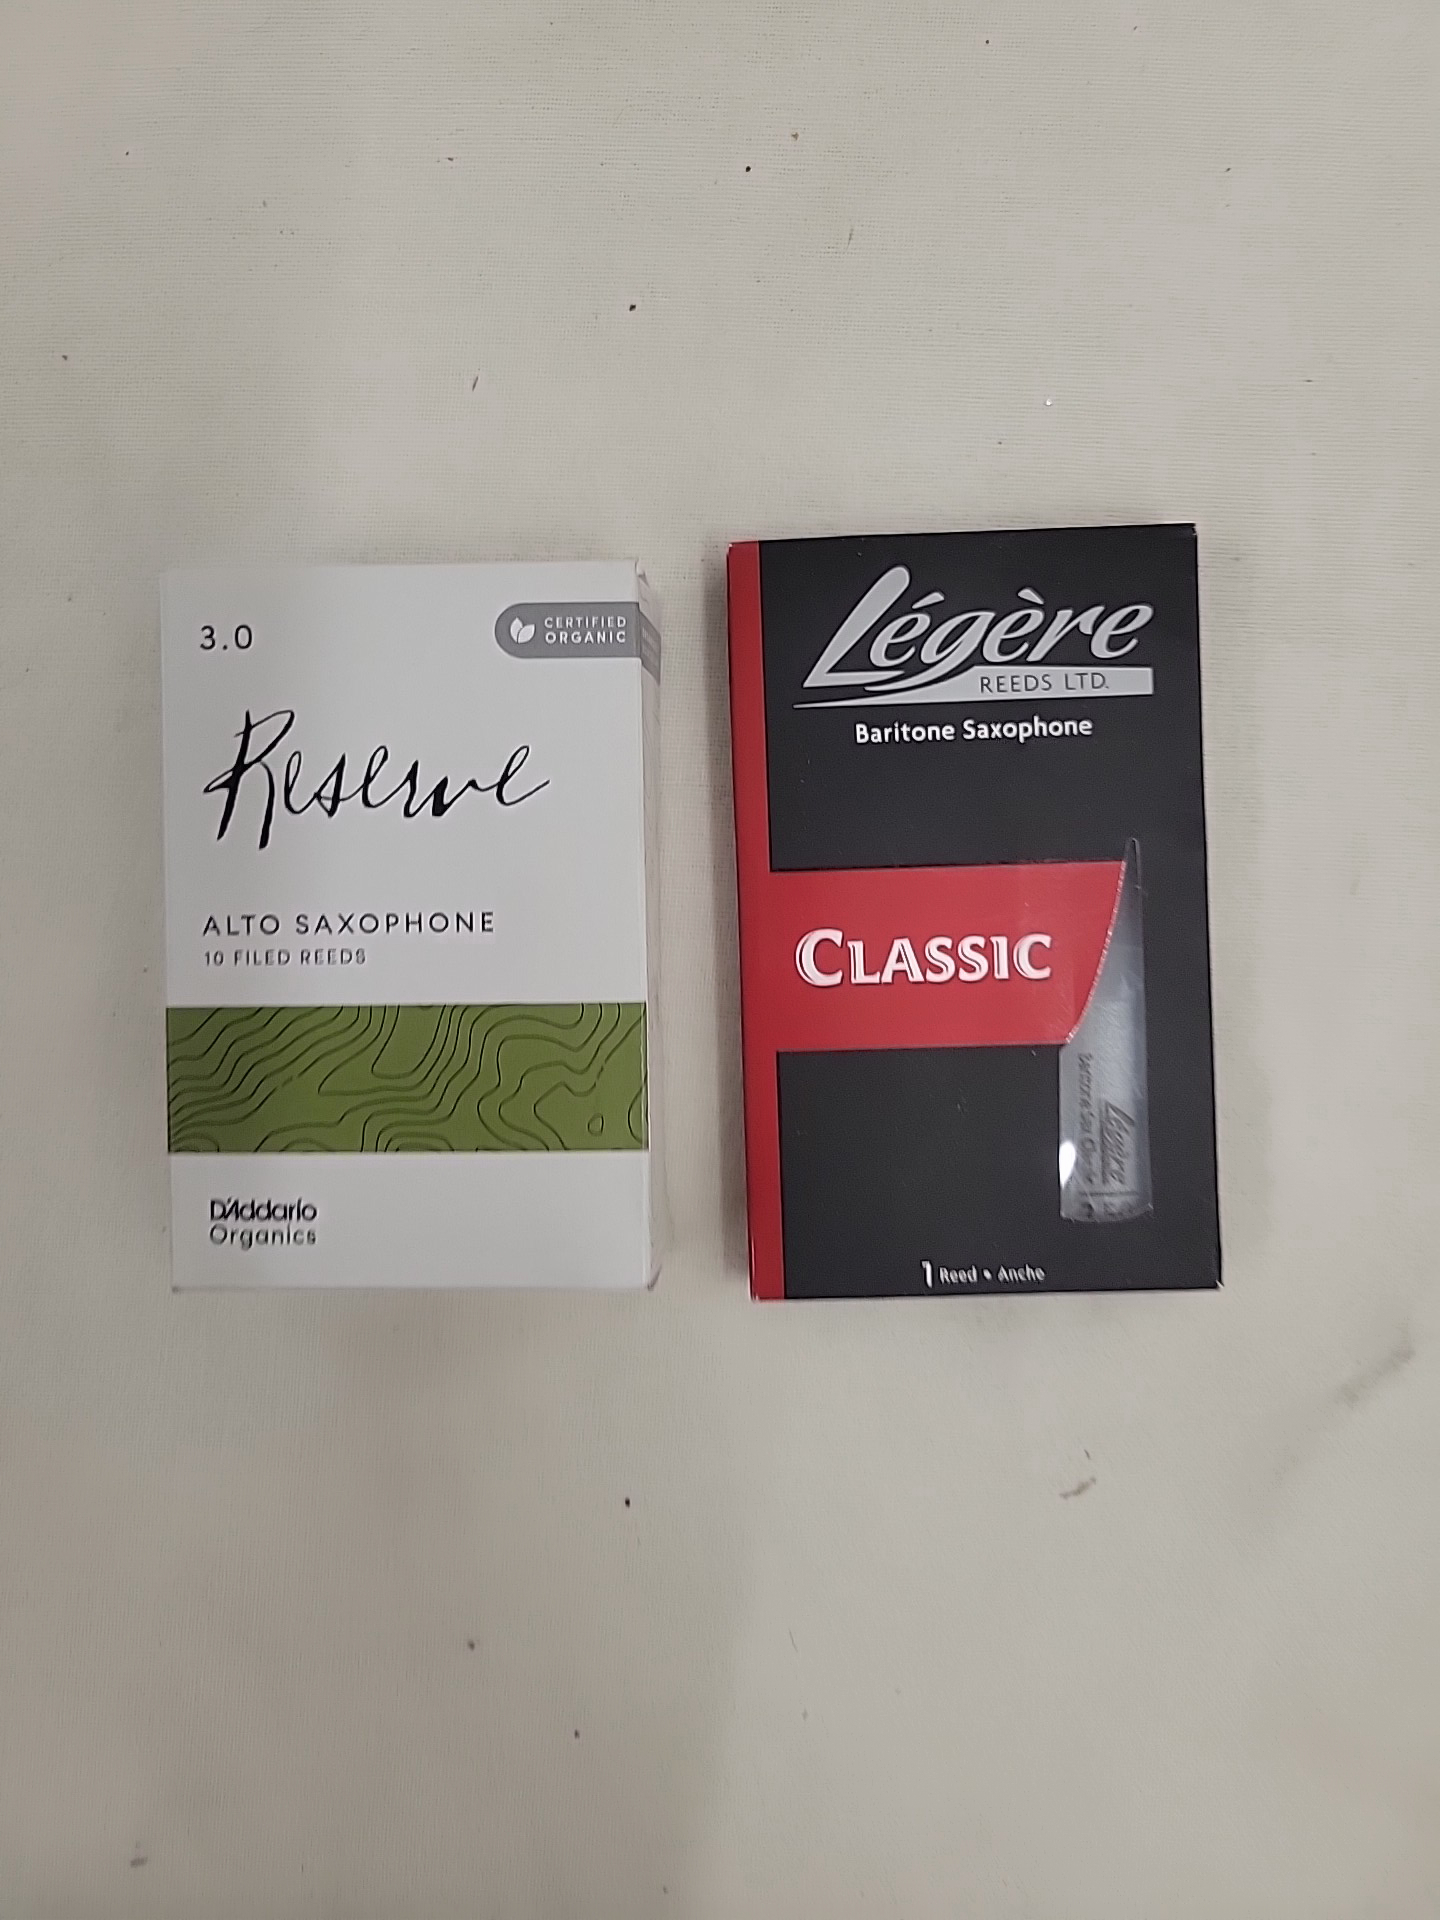 3.0
CERTIFIED
ORGANIC
Reserve
ALTO SAXOPHONE
10 FILED REEDS
D'Addario
Organics
Légère
REEDS LTD.
Baritone Saxophone
CLASSIC
Légère
1 Reed • Anche